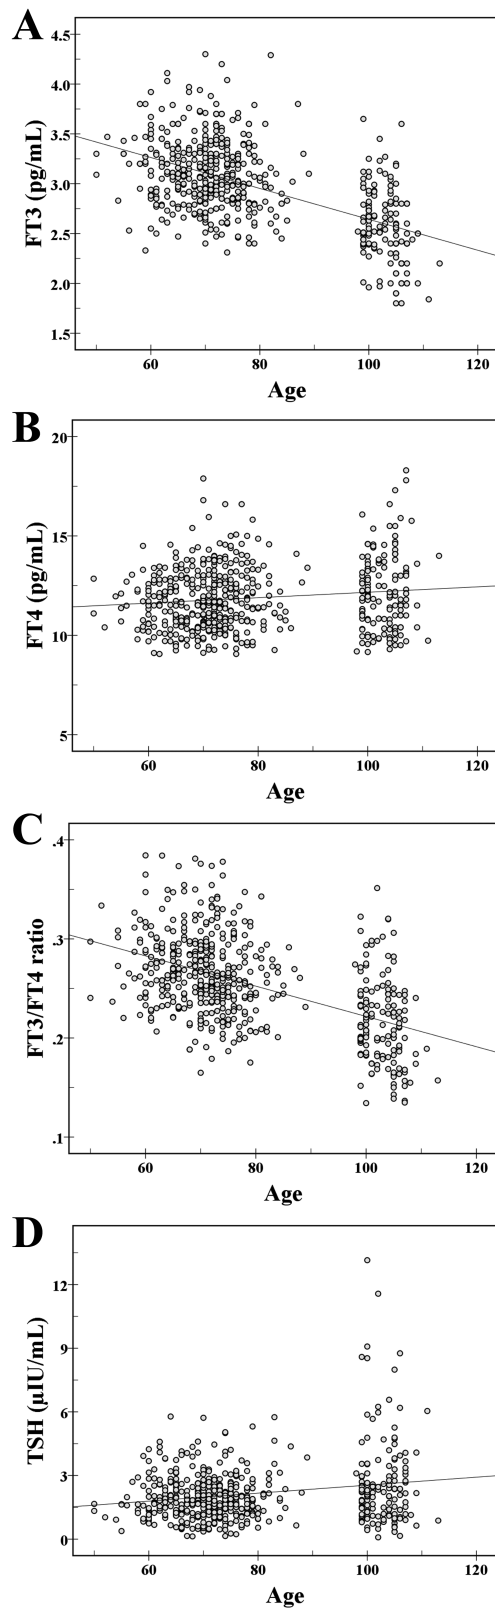 A
4.5
4.0
3.5
3.0
2.5
2.0
1.5
FT3 (pg/mL)
60 80 100 120
Age
B
20
15
10
5
FT4 (pg/mL)
60 80 100 120
Age
C
.4
.3
.2
.1
FT3/FT4 ratio
60 80 100 120
Age
D
12
9
6
3
0
TSH (μIU/mL)
60 80 100 120
Age